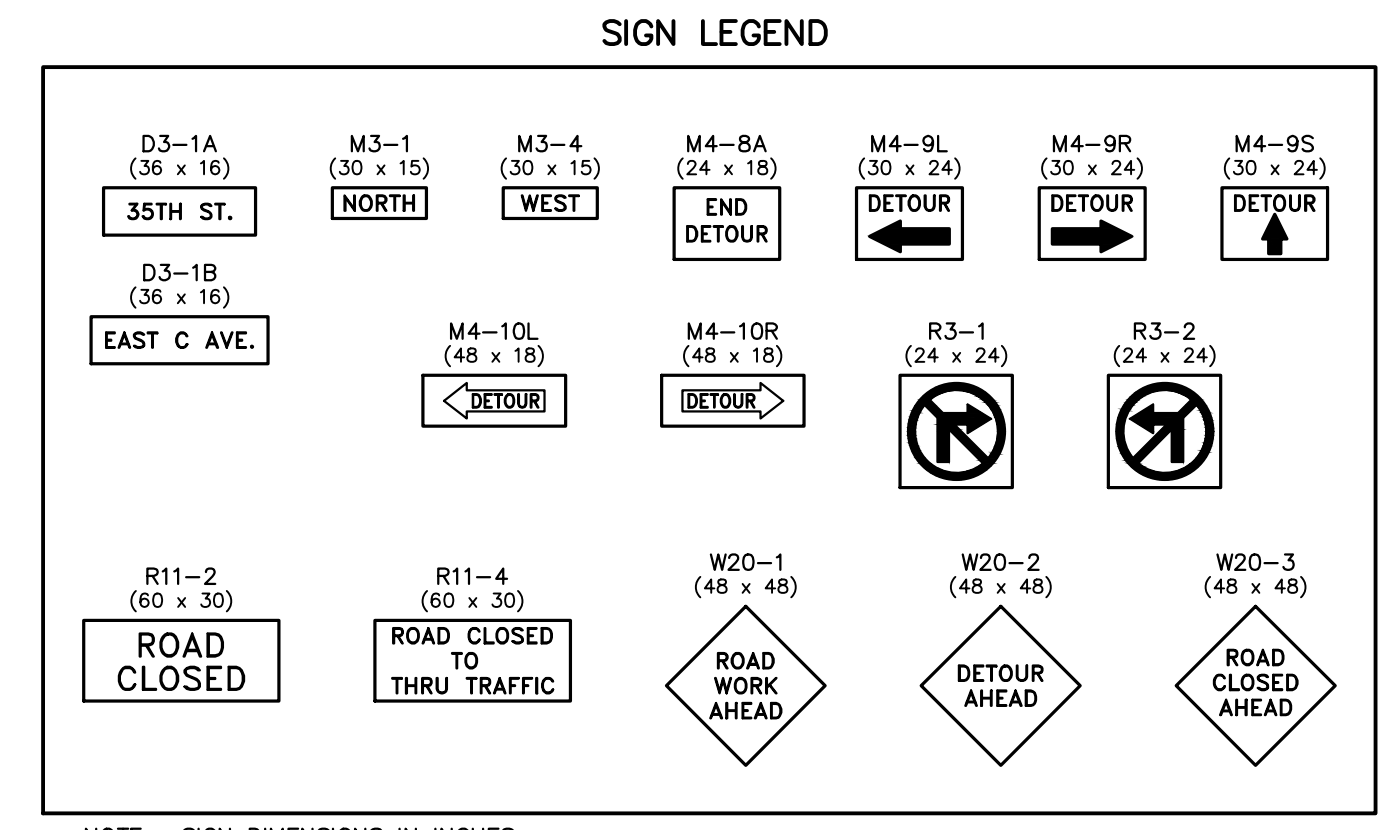 SIGN LEGEND
D3-1A
(36 x 16)
35TH ST.
M3-1
(30 x 15)
NORTH
M3-4
(30 x 15)
WEST
M4-8A
(24 x 18)
END
DETOUR
M4-9L
(30 x 24)
DETOUR
M4-9R
(30 x 24)
DETOUR
M4-9S
(30 x 24)
DETOUR
D3-1B
(36 x 16)
EAST C AVE.
M4-10L
(48 x 18)
DETOUR
M4-10R
(48 x 18)
DETOUR
R3-1
(24 x 24)
R3-2
(24 x 24)
R11-2
(60 x 30)
ROAD
CLOSED
R11-4
(60 x 30)
ROAD CLOSED
TO
THRU TRAFFIC
W20-1
(48 x 48)
ROAD
WORK
AHEAD
W20-2
(48 x 48)
DETOUR
AHEAD
W20-3
(48 x 48)
ROAD
CLOSED
AHEAD
NOTE: SIGN DIMENSIONS IN INCHES